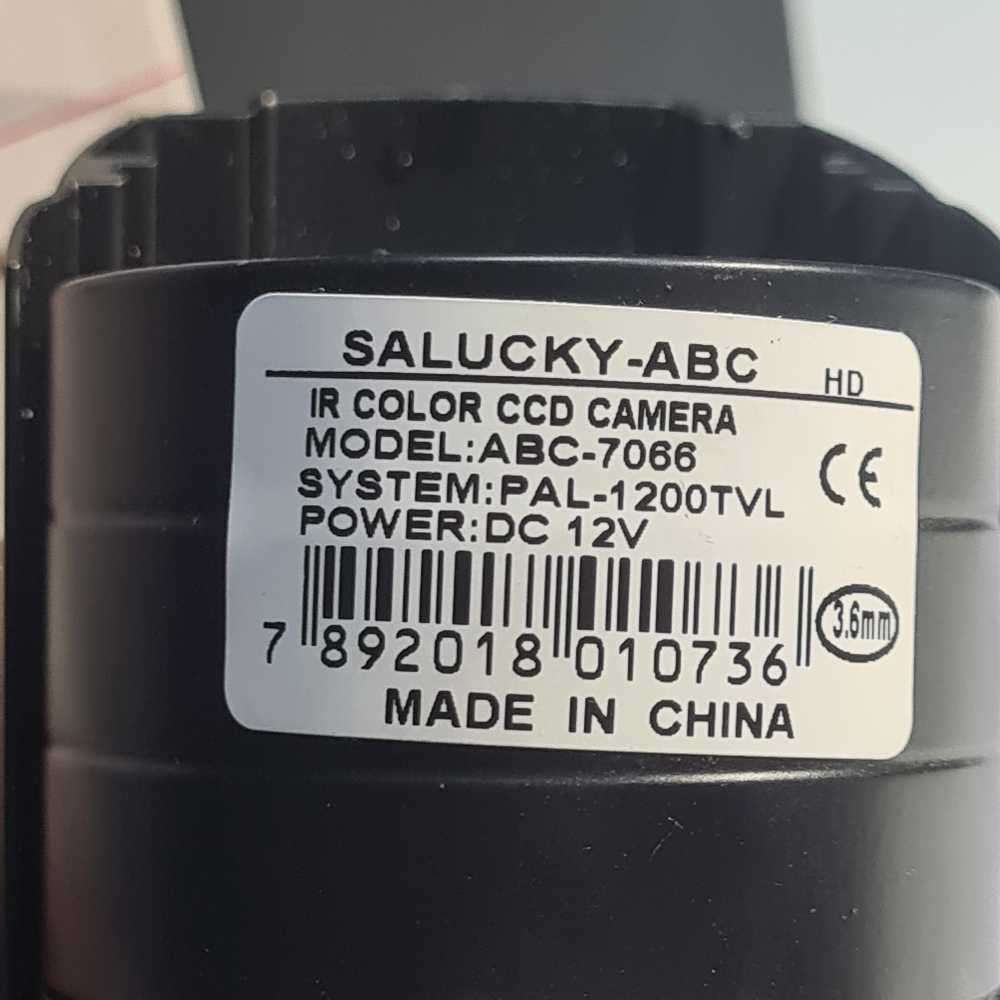 SALUCKY-ABC HD
IR COLOR CCD CAMERA
MODEL:ABC-7066
SYSTEM:PAL-1200TVL
POWER:DC 12V
CE
3.6mm
7 892018 010736
MADE IN CHINA